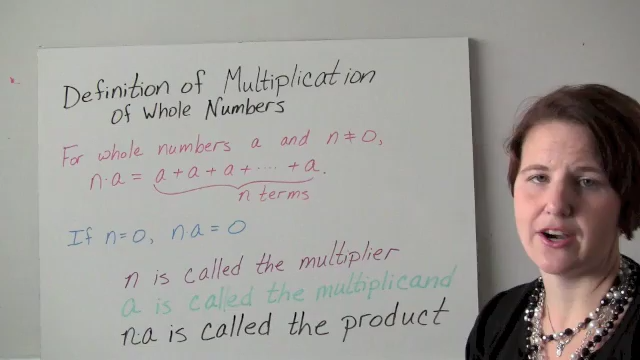 Definition of Multiplication
of Whole Numbers
For whole numbers a and n ≠ 0,
n·a = a + a + a + ···· + a.
n terms
If n = 0, na = 0
n is called the multiplier
a is called the multiplicand
na is called the product